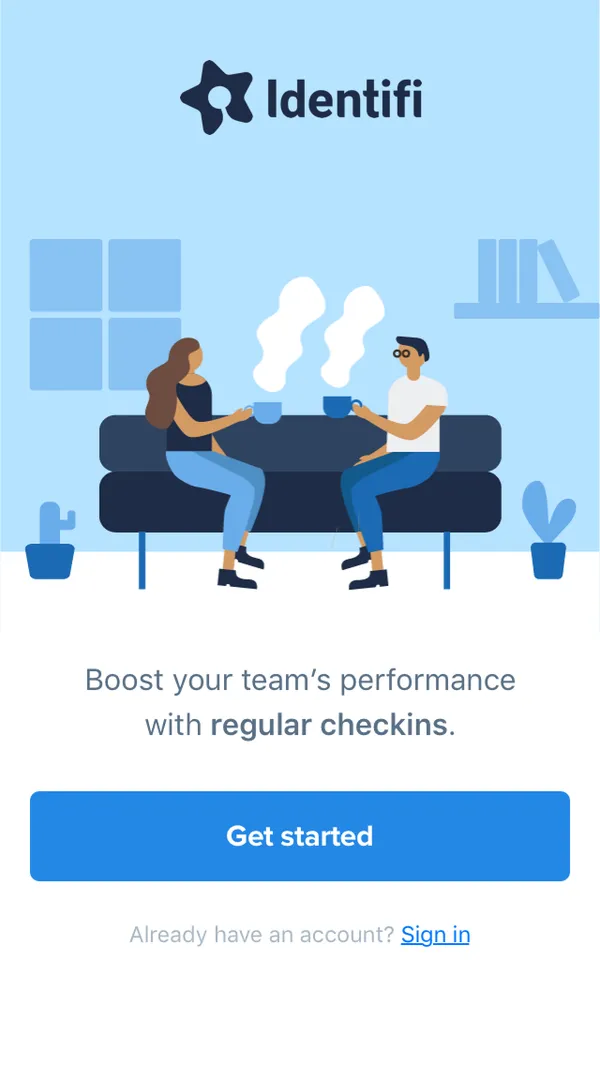 Identifi
Boost your team’s performance
with regular checkins.
Get started
Already have an account? Sign in